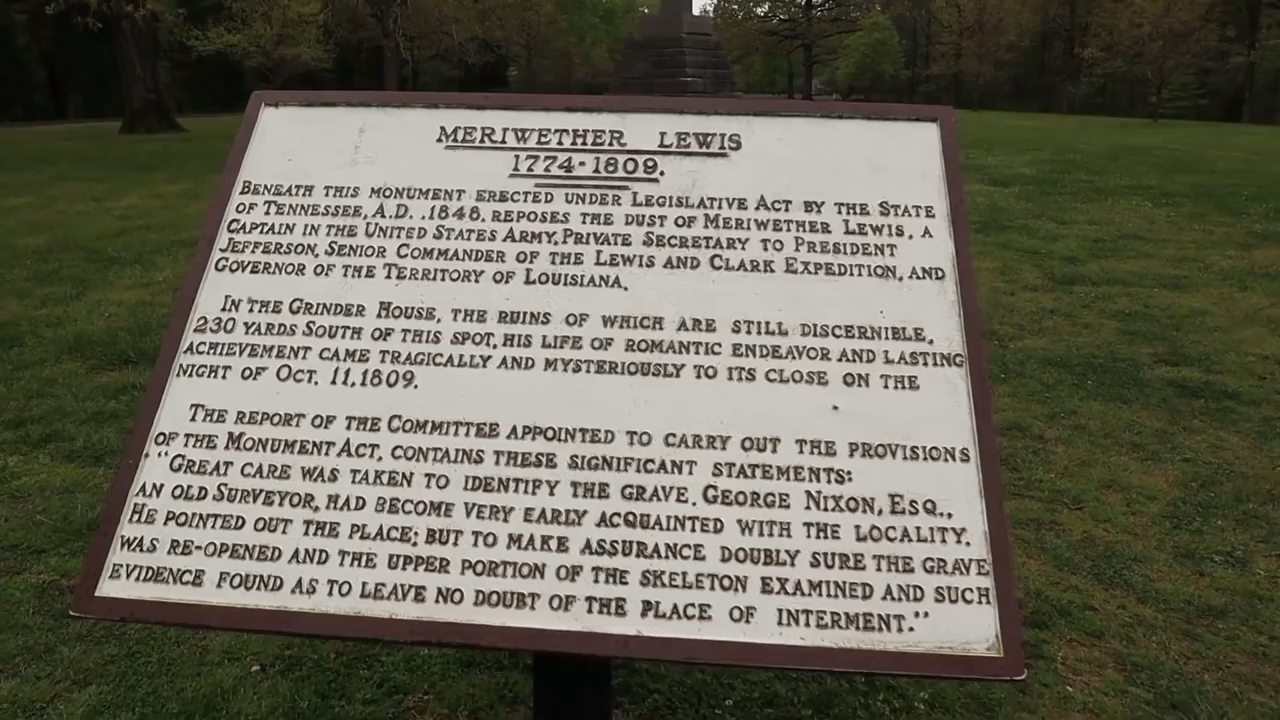 MERIWETHER LEWIS
1774-1809.
BENEATH THIS MONUMENT ERECTED UNDER LEGISLATIVE ACT BY THE STATE
OF TENNESSEE, A.D. .1848. REPOSES THE DUST OF MERIWETHER LEWIS, A
CAPTAIN IN THE UNITED STATES ARMY, PRIVATE SECRETARY TO PRESIDENT
JEFFERSON, SENIOR COMMANDER OF THE LEWIS AND CLARK EXPEDITION, AND
GOVERNOR OF THE TERRITORY OF LOUISIANA.
IN THE GRINDER HOUSE, THE RUINS OF WHICH ARE STILL DISCERNIBLE,
230 YARDS SOUTH OF THIS SPOT, HIS LIFE OF ROMANTIC ENDEAVOR AND LASTING
ACHIEVEMENT CAME TRAGICALLY AND MYSTERIOUSLY TO ITS CLOSE ON THE
NIGHT OF OCT. 11, 1809.
THE REPORT OF THE COMMITTEE APPOINTED TO CARRY OUT THE PROVISIONS
OF THE MONUMENT ACT, CONTAINS THESE SIGNIFICANT STATEMENTS:
"GREAT CARE WAS TAKEN TO IDENTIFY THE GRAVE. GEORGE NIXON, ESQ.,
AN OLD SURVEYOR, HAD BECOME VERY EARLY ACQUAINTED WITH THE LOCALITY.
HE POINTED OUT THE PLACE; BUT TO MAKE ASSURANCE DOUBLY SURE THE GRAVE
WAS RE-OPENED AND THE UPPER PORTION OF THE SKELETON EXAMINED AND SUCH
EVIDENCE FOUND AS TO LEAVE NO DOUBT OF THE PLACE OF INTERMENT."